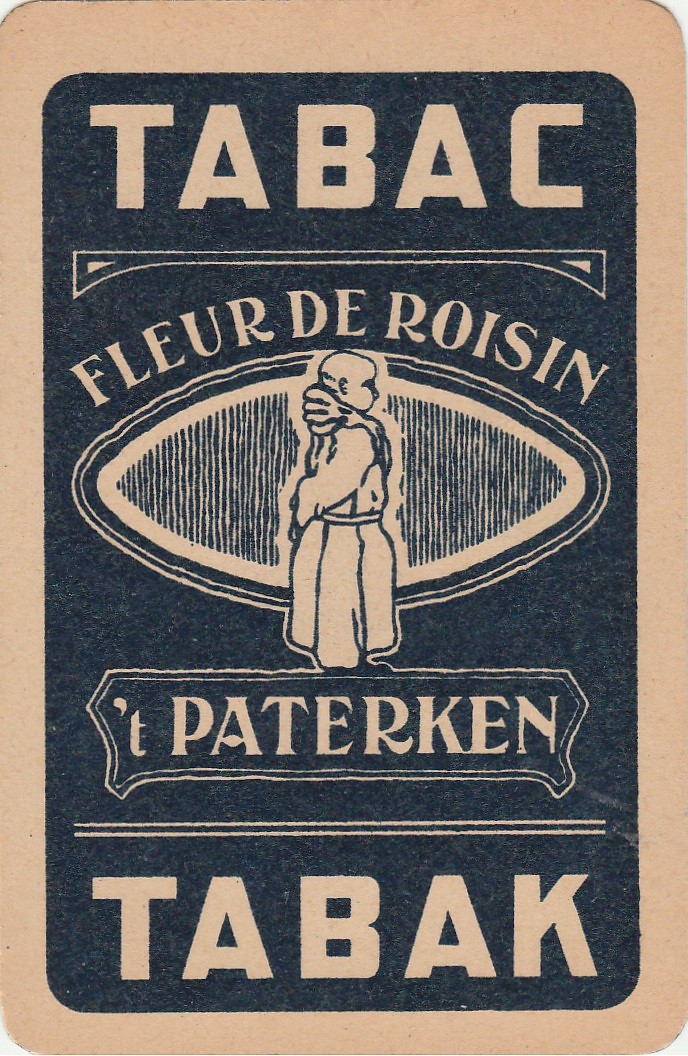 TABAC
FLEUR DE ROISIN
't PATERKEN
TABAK